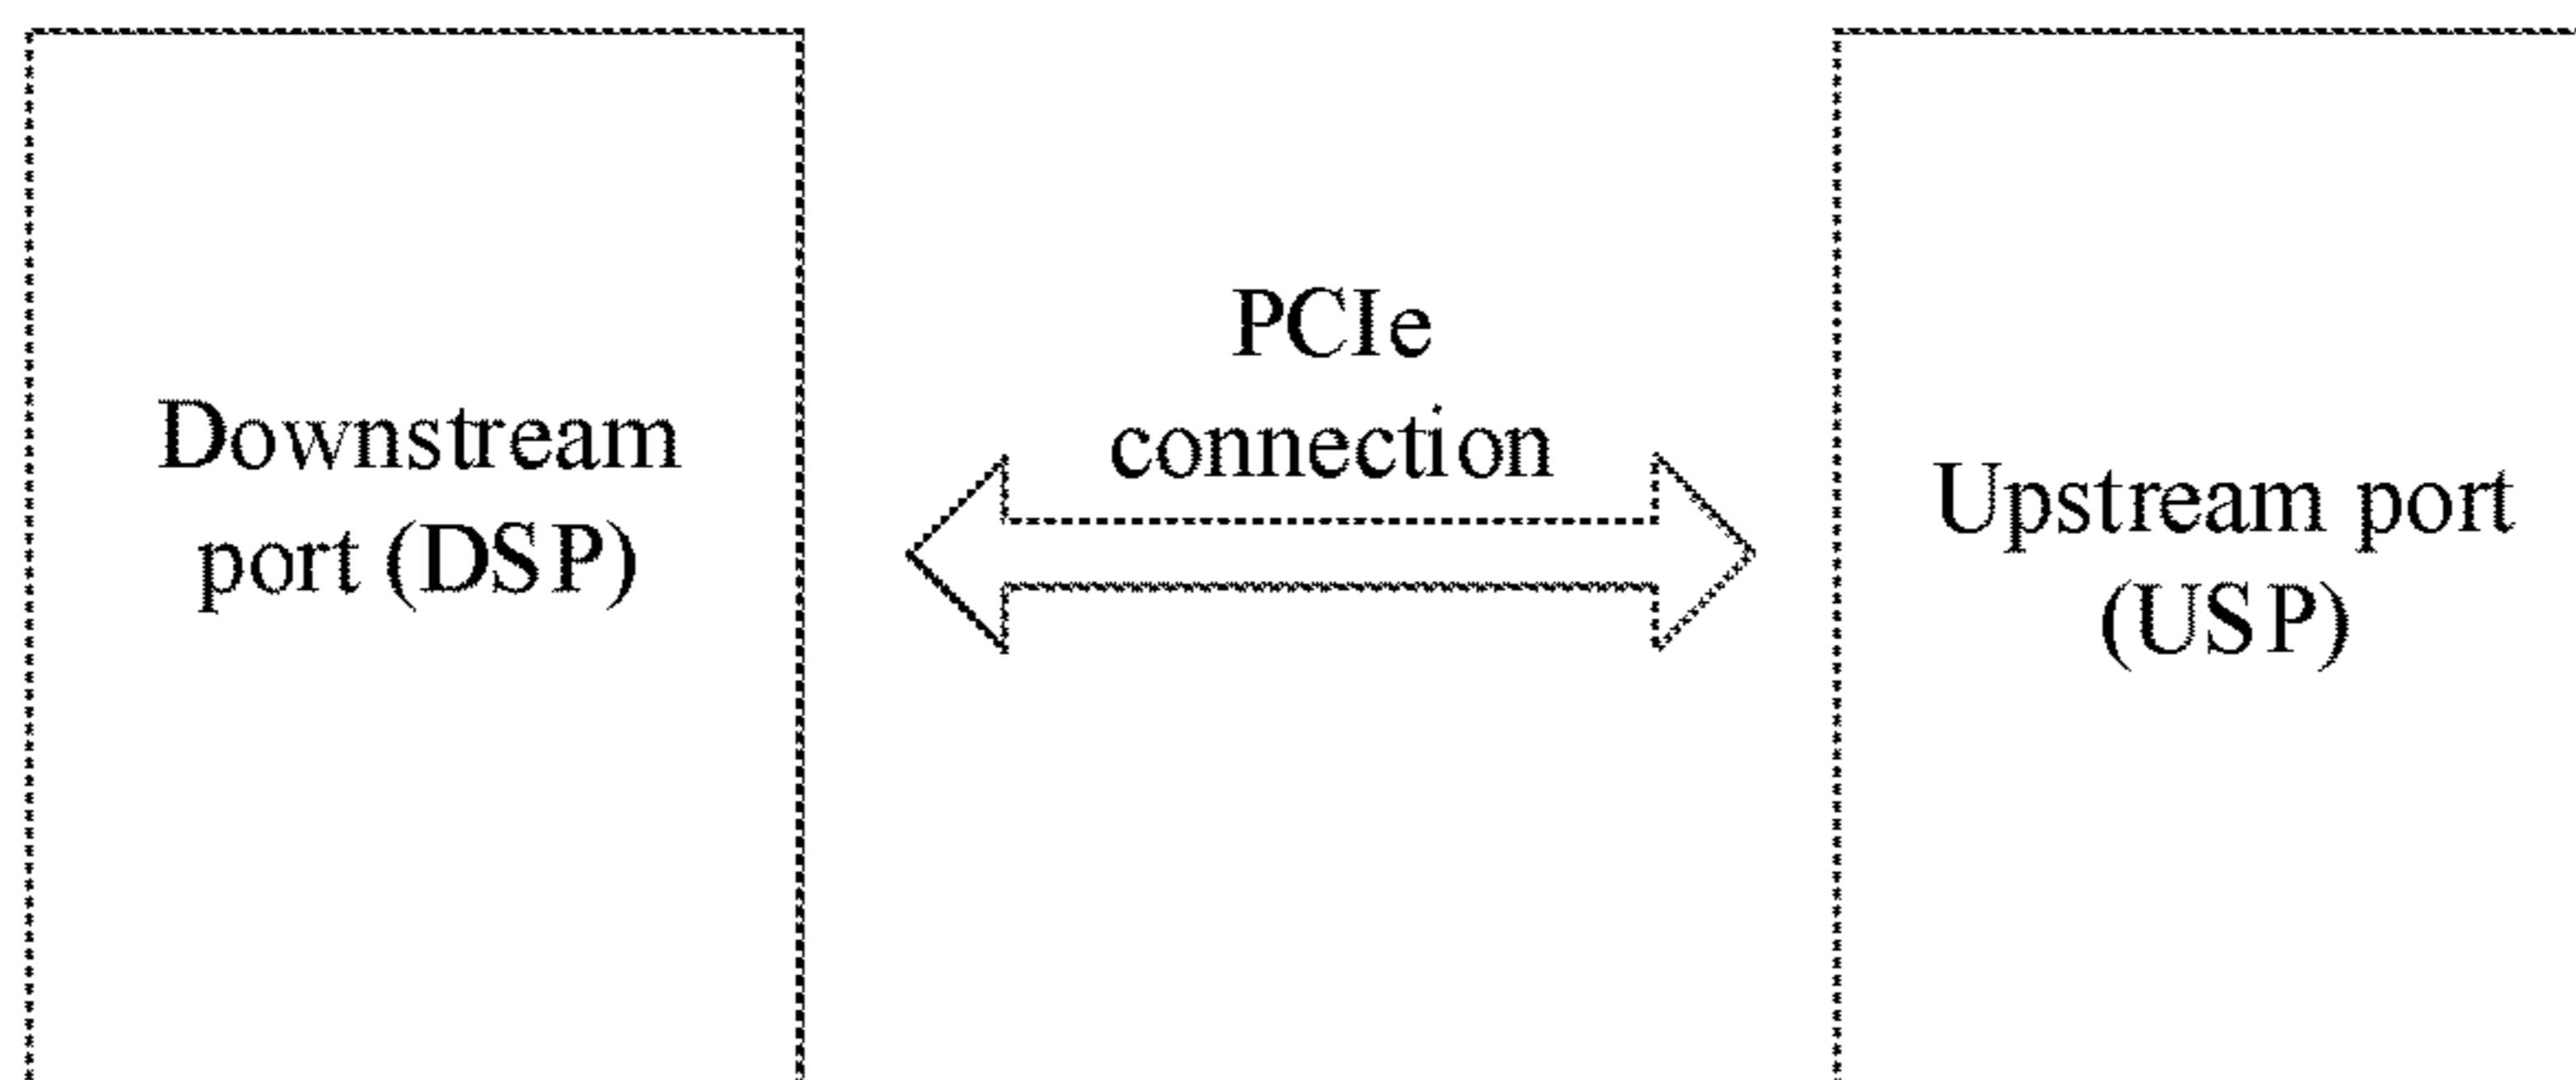 Downstream
port (DSP)
PCIe
connection
Upstream port
(USP)